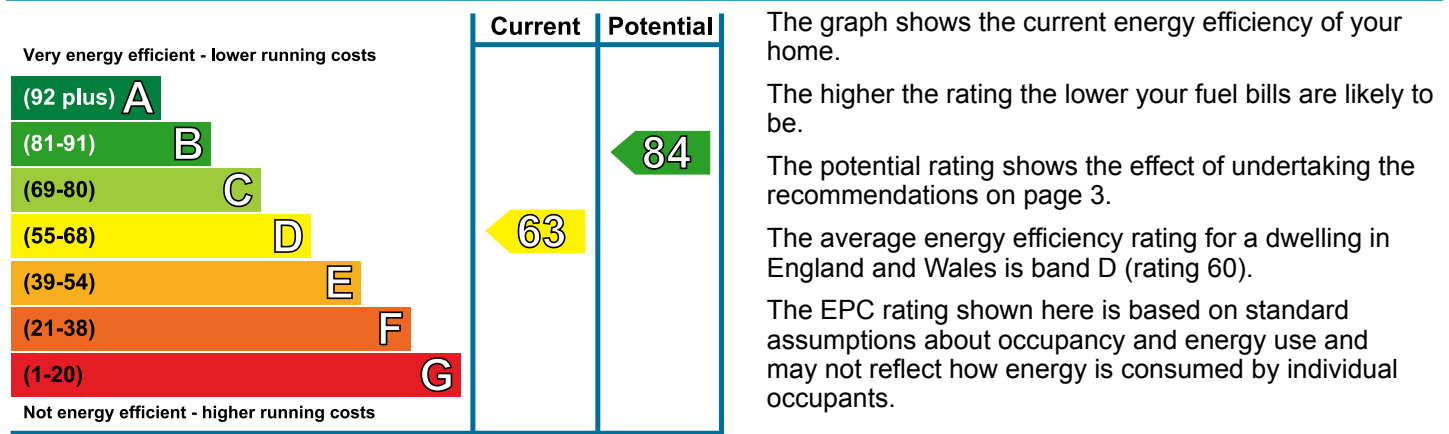 Current Potential
Very energy efficient - lower running costs
(92 plus) A
(81-91) B
84
(69-80) C
(55-68) D
63
(39-54) E
(21-38) F
(1-20) G
Not energy efficient - higher running costs
The graph shows the current energy efficiency of your
home.
The higher the rating the lower your fuel bills are likely to
be.
The potential rating shows the effect of undertaking the
recommendations on page 3.
The average energy efficiency rating for a dwelling in
England and Wales is band D (rating 60).
The EPC rating shown here is based on standard
assumptions about occupancy and energy use and
may not reflect how energy is consumed by individual
occupants.